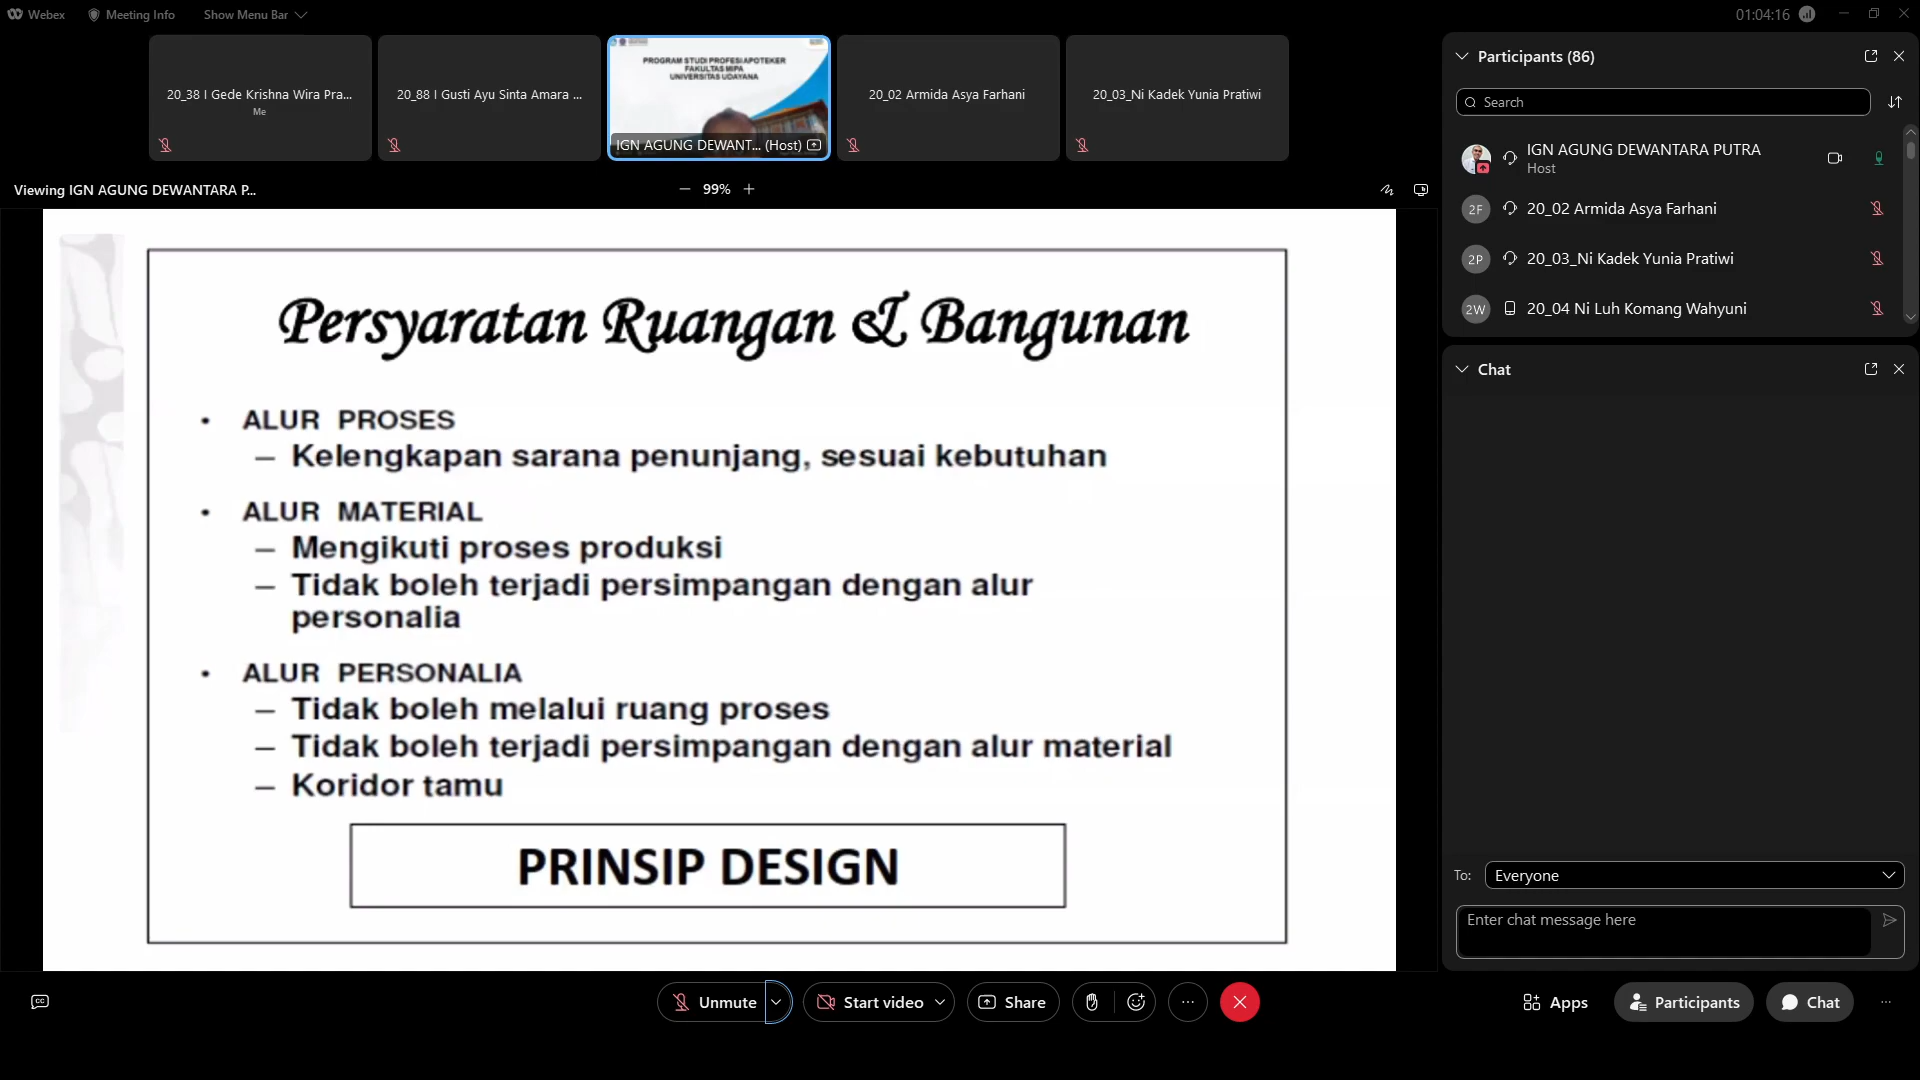 Webex
Meeting Info
Show Menu Bar
01:04:16
20_38 I Gede Krishna Wira Pra...
Me
20_88 I Gusti Ayu Sinta Amara ...
PROGRAM STUDI PROFESI APOTEKER
FAKULTAS MIPA
UNIVERSITAS UDAYANA
IGN AGUNG DEWANT... (Host)
20_02 Armida Asya Farhani
20_03_Ni Kadek Yunia Pratiwi
Viewing IGN AGUNG DEWANTARA P...
99%
Persyaratan Ruangan & Bangunan
• ALUR PROSES
– Kelengkapan sarana penunjang, sesuai kebutuhan
• ALUR MATERIAL
– Mengikuti proses produksi
– Tidak boleh terjadi persimpangan dengan alur
personalia
• ALUR PERSONALIA
– Tidak boleh melalui ruang proses
– Tidak boleh terjadi persimpangan dengan alur material
– Koridor tamu
PRINSIP DESIGN
Participants (86)
Search
IGN AGUNG DEWANTARA PUTRA
Host
2F
20_02 Armida Asya Farhani
2P
20_03_Ni Kadek Yunia Pratiwi
2W
20_04 Ni Luh Komang Wahyuni
Chat
To:
Everyone
Enter chat message here
CC
Unmute
Start video
Share
Apps
Participants
Chat